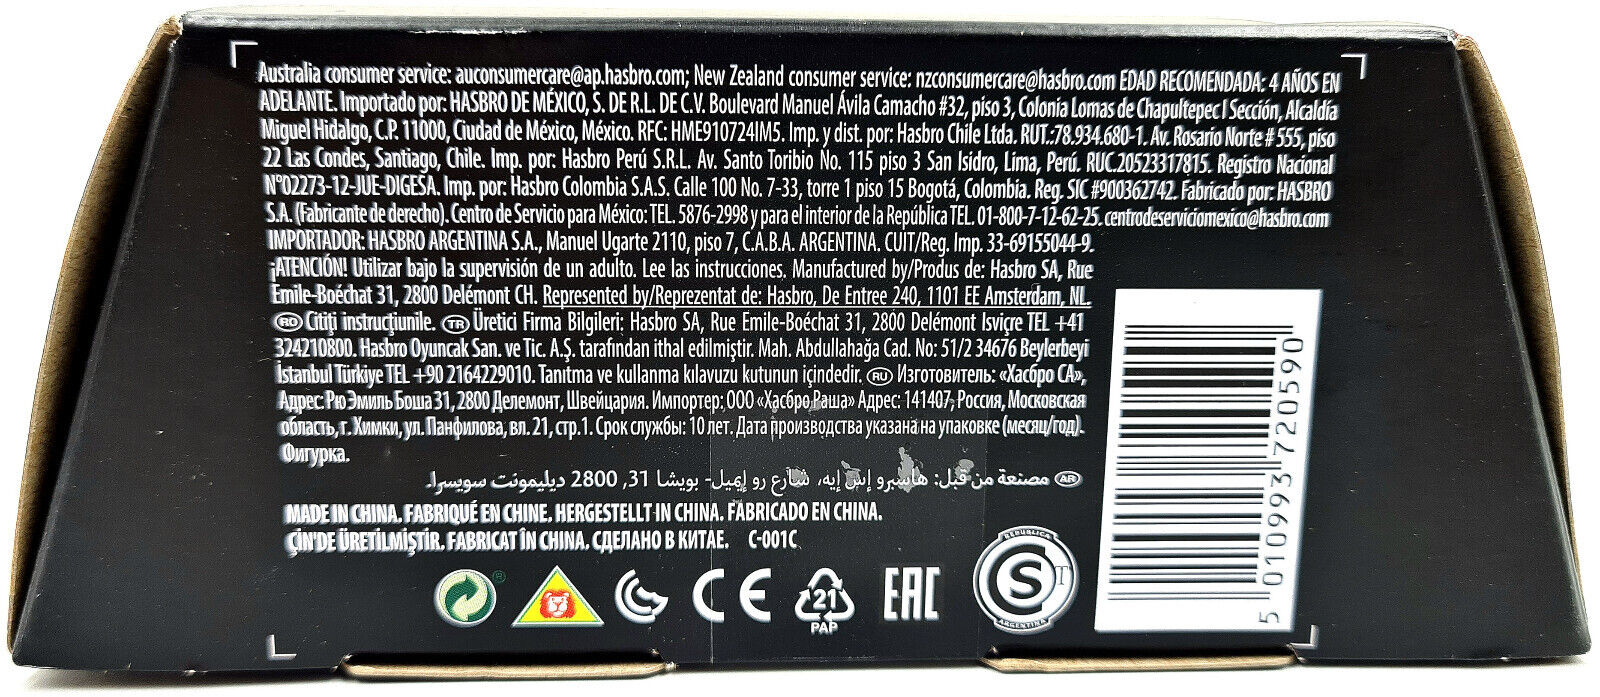 Australia consumer service: auconsumercare@ap.hasbro.com; New Zealand consumer service: nzconsumercare@hasbro.com EDAD RECOMENDADA: 4 AÑOS EN
ADELANTE. Importado por: HASBRO DE MÉXICO, S. DE R.L. DE C.V. Boulevard Manuel Ávila Camacho #32, piso 3, Colonia Lomas de Chapultepec I Sección, Alcaldía
Miguel Hidalgo, C.P. 11000, Ciudad de México, México. RFC: HME910724IM5. Imp. y dist. por: Hasbro Chile Ltda. RUT.:78.934.680-1. Av. Rosario Norte # 555, piso
22 Las Condes, Santiago, Chile. Imp. por: Hasbro Perú S.R.L. Av. Santo Toribio No. 115 piso 3 San Isidro, Lima, Perú. RUC.20523317815. Registro Nacional
N°02273-12-JUE-DIGESA. Imp. por: Hasbro Colombia S.A.S. Calle 100 No. 7-33, torre 1 piso 15 Bogotá, Colombia. Reg. SIC #900362742. Fabricado por: HASBRO
S.A. (Fabricante de derecho). Centro de Servicio para México: TEL. 5876-2998 y para el interior de la República TEL. 01-800-7-12-62-25. centrodeserviciomexico@hasbro.com
IMPORTADOR: HASBRO ARGENTINA S.A., Manuel Ugarte 2110, piso 7, C.A.B.A. ARGENTINA. CUIT/Reg. Imp. 33-69155044-9.
¡ATENCIÓN! Utilizar bajo la supervisión de un adulto. Lee las instrucciones. Manufactured by/Produs de: Hasbro SA, Rue
Emile-Boéchat 31, 2800 Delémont CH. Represented by/Reprezentat de: Hasbro, De Entree 240, 1101 EE Amsterdam, NL.
RO Citiți instrucțiunile. TR Üretici Firma Bilgileri: Hasbro SA, Rue Emile-Boéchat 31, 2800 Delémont Isviçre TEL +41
324210800. Hasbro Oyuncak San. ve Tic. A.Ş. tarafından ithal edilmiştir. Mah. Abdullahağa Cad. No: 51/2 34676 Beylerbeyi
İstanbul Türkiye TEL +90 2164229010. Tanıtma ve kullanma kılavuzu kutunun içindedir. RU Изготовитель: «Хасбро СА»,
Адрес: Рю Эмиль Боша 31, 2800 Делемонт, Швейцария. Импортер: ООО «Хасбро Раша» Адрес: 141407, Россия, Московская
область, г. Химки, ул. Панфилова, вл. 21, стр.1. Срок службы: 10 лет. Дата производства указана на упаковке (месяц/год).
Фигурка.
AR مصنعة من قبل: هاسبرو إس إيه، شارع رو إيميل- بويشا 31, 2800 ديليمونت سويسرا.
MADE IN CHINA. FABRIQUÉ EN CHINE. HERGESTELLT IN CHINA. FABRICADO EN CHINA.
ÇİN'DE ÜRETİLMİŞTİR. FABRICAT ÎN CHINA. СДЕЛАНО В КИТАЕ. C-001C
CE
21
PAP
EAC
REPUBLICA
S T
ARGENTINA
5 010993 720590